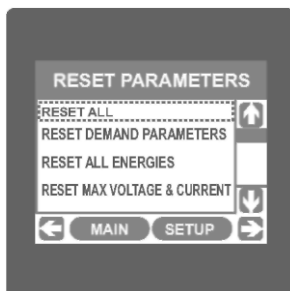 RESET PARAMETERS
RESET ALL
RESET DEMAND PARAMETERS
RESET ALL ENERGIES
RESET MAX VOLTAGE & CURRENT
MAIN SETUP